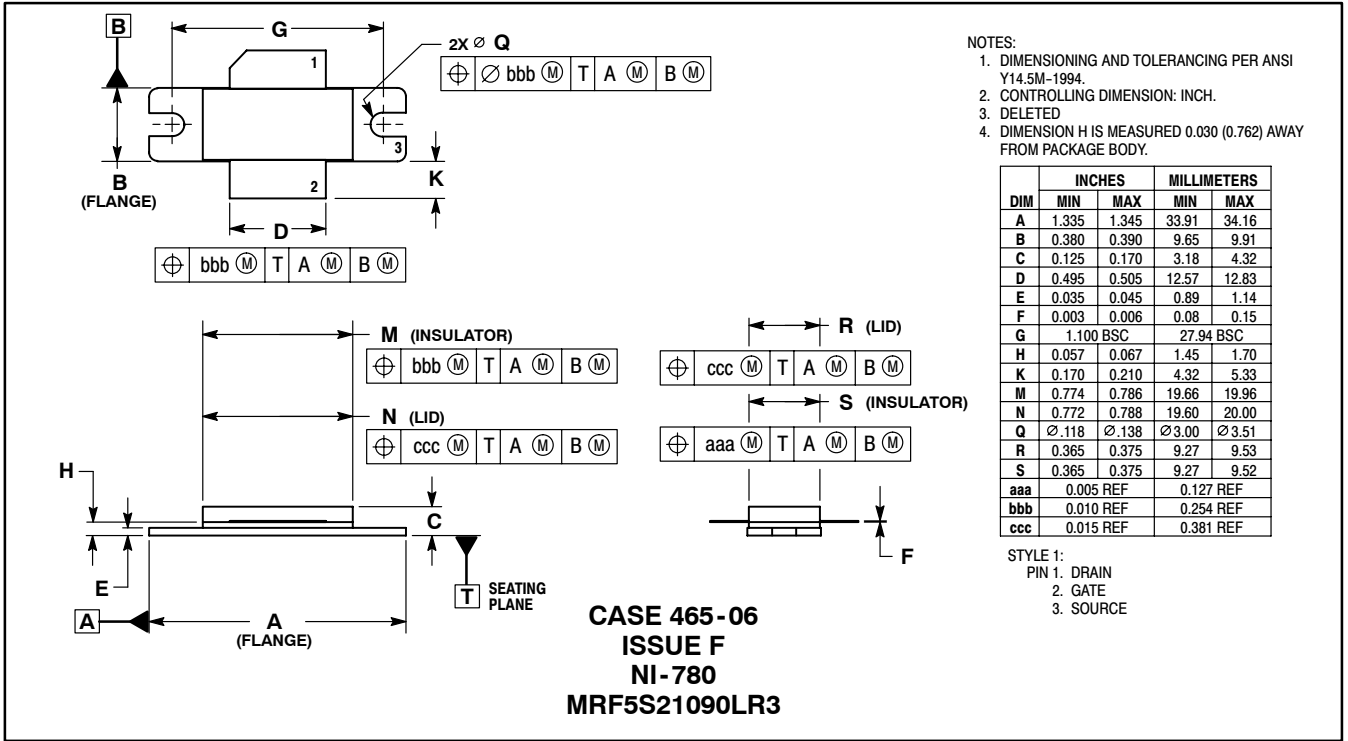 B
G
2X ⌀ Q
⌖ ⌀ bbb Ⓜ T A Ⓜ B Ⓜ
1
3
2
B
(FLANGE)
K
D
⌖ bbb Ⓜ T A Ⓜ B Ⓜ
M (INSULATOR)
⌖ bbb Ⓜ T A Ⓜ B Ⓜ
N (LID)
⌖ ccc Ⓜ T A Ⓜ B Ⓜ
R (LID)
⌖ ccc Ⓜ T A Ⓜ B Ⓜ
S (INSULATOR)
⌖ aaa Ⓜ T A Ⓜ B Ⓜ
H
C
E
F
T SEATING
PLANE
A
A
(FLANGE)
CASE 465-06
ISSUE F
NI-780
MRF5S21090LR3
NOTES:
1. DIMENSIONING AND TOLERANCING PER ANSI
Y14.5M-1994.
2. CONTROLLING DIMENSION: INCH.
3. DELETED
4. DIMENSION H IS MEASURED 0.030 (0.762) AWAY
FROM PACKAGE BODY.
INCHES MILLIMETERS
DIM MIN MAX MIN MAX
A 1.335 1.345 33.91 34.16
B 0.380 0.390 9.65 9.91
C 0.125 0.170 3.18 4.32
D 0.495 0.505 12.57 12.83
E 0.035 0.045 0.89 1.14
F 0.003 0.006 0.08 0.15
G 1.100 BSC 27.94 BSC
H 0.057 0.067 1.45 1.70
K 0.170 0.210 4.32 5.33
M 0.774 0.786 19.66 19.96
N 0.772 0.788 19.60 20.00
Q ⌀.118 ⌀.138 ⌀3.00 ⌀3.51
R 0.365 0.375 9.27 9.53
S 0.365 0.375 9.27 9.52
aaa 0.005 REF 0.127 REF
bbb 0.010 REF 0.254 REF
ccc 0.015 REF 0.381 REF
STYLE 1:
PIN 1. DRAIN
2. GATE
3. SOURCE